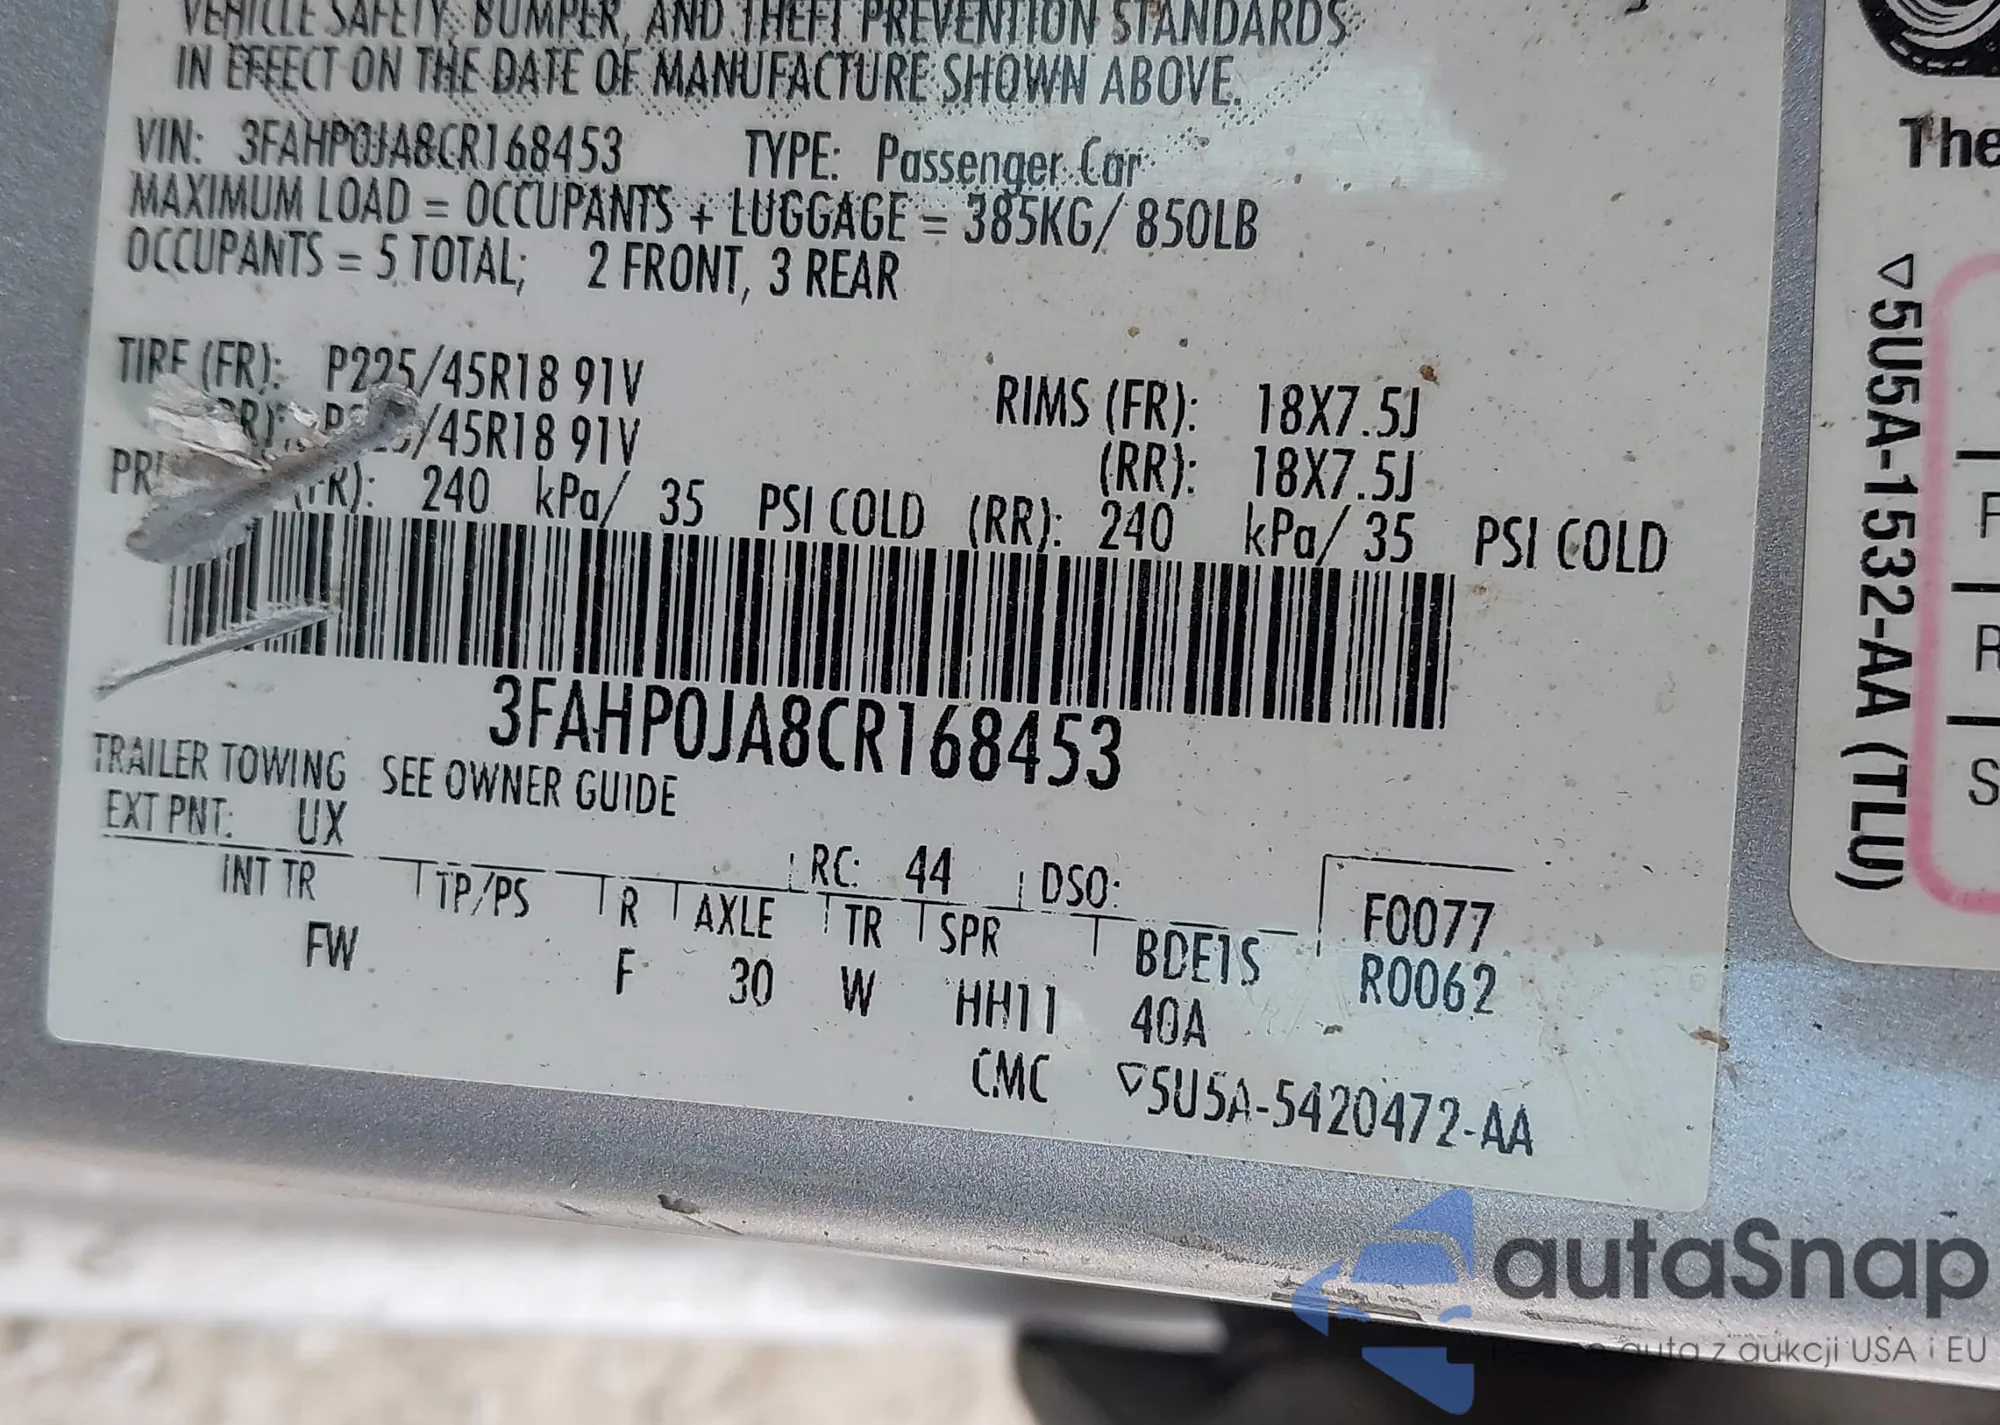 VEHICLE SAFETY, BUMPER, AND THEFT PREVENTION STANDARDS
IN EFFECT ON THE DATE OF MANUFACTURE SHOWN ABOVE.
VIN: 3FAHP0JA8CR168453 TYPE: Passenger Car
MAXIMUM LOAD = OCCUPANTS + LUGGAGE = 385KG/ 850LB
OCCUPANTS = 5 TOTAL; 2 FRONT, 3 REAR
TIRE (FR): P225/45R18 91V RIMS (FR): 18X7.5J
P225/45R18 91V (RR): 18X7.5J
(FR): 240 kPa/ 35 PSI COLD (RR): 240 kPa/ 35 PSI COLD
3FAHP0JA8CR168453
TRAILER TOWING SEE OWNER GUIDE
EXT PNT: UX RC: 44 DSO: F0077
INT TR TP/PS R AXLE TR SPR BDE1S R0062
FW F 30 W HH11 40A
CMC ▽5U5A-5420472-AA
The
▽5U5A-1532-AA (TLU)
F
R
S
autaSnap
auta z aukcji USA i EU